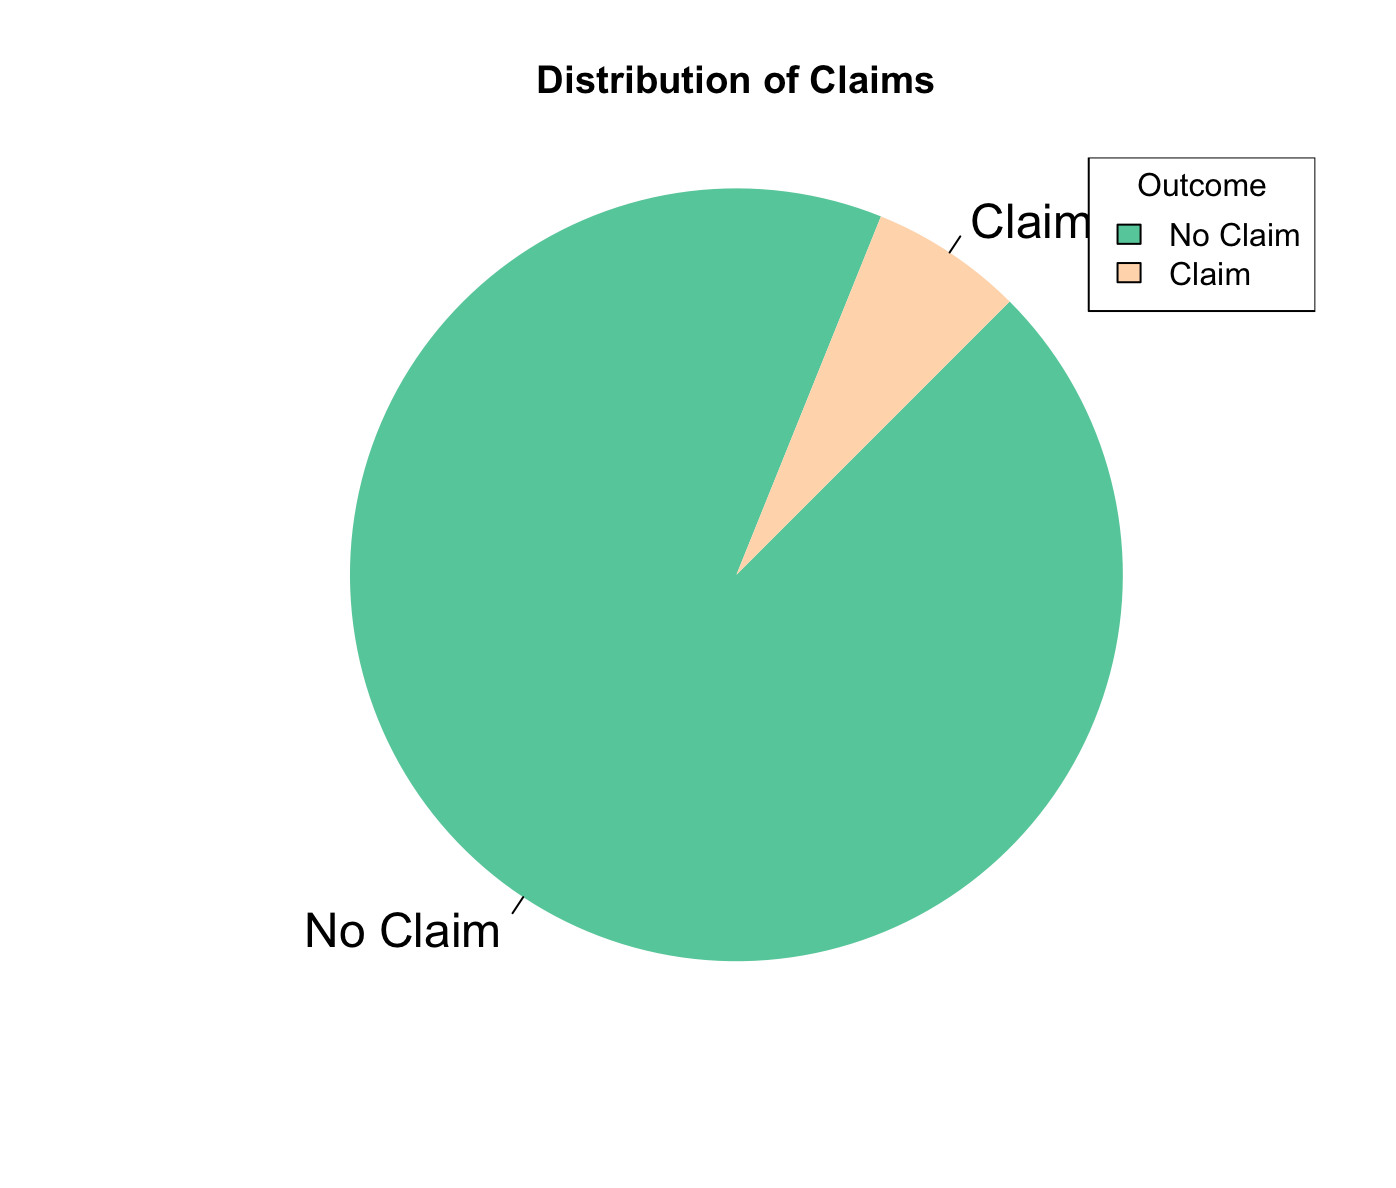 Distribution of Claims
Claim
Outcome
No Claim
Claim
No Claim